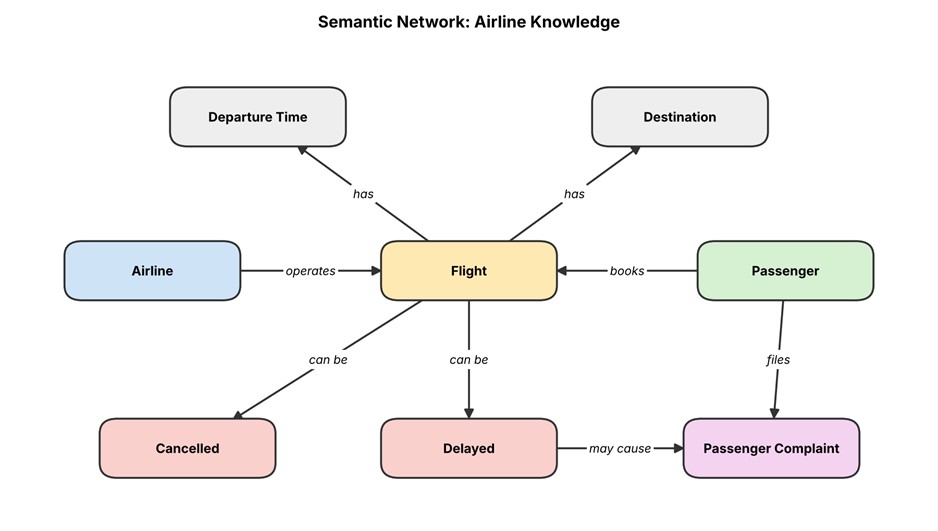 Semantic Network: Airline Knowledge
Departure Time
Destination
has
has
Airline
operates
Flight
books
Passenger
can be
can be
files
Cancelled
Delayed
may cause
Passenger Complaint